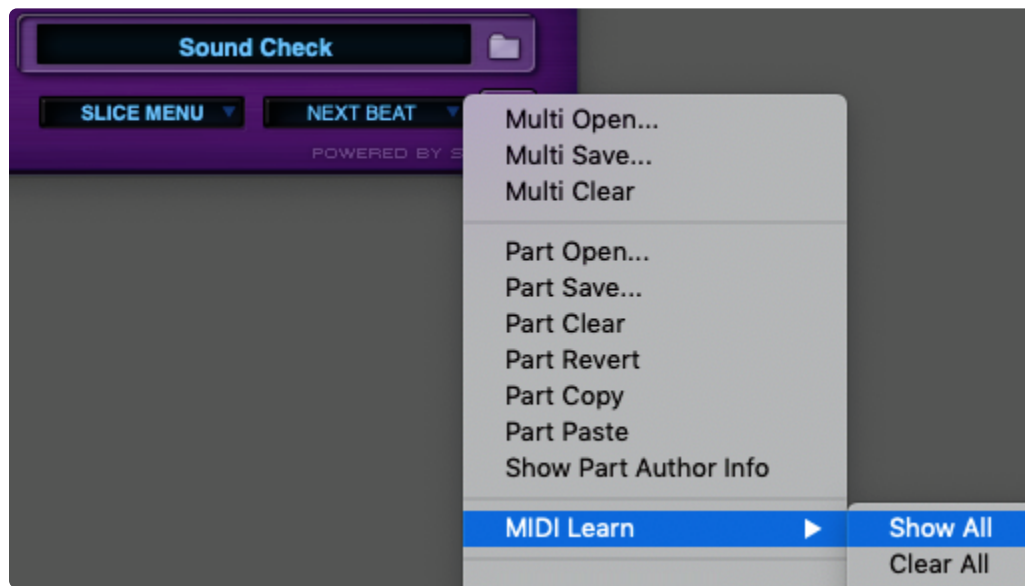 Sound Check
SLICE MENU
NEXT BEAT
POWERED BY
Multi Open...
Multi Save...
Multi Clear
Part Open...
Part Save...
Part Clear
Part Revert
Part Copy
Part Paste
Show Part Author Info
MIDI Learn
Show All
Clear All